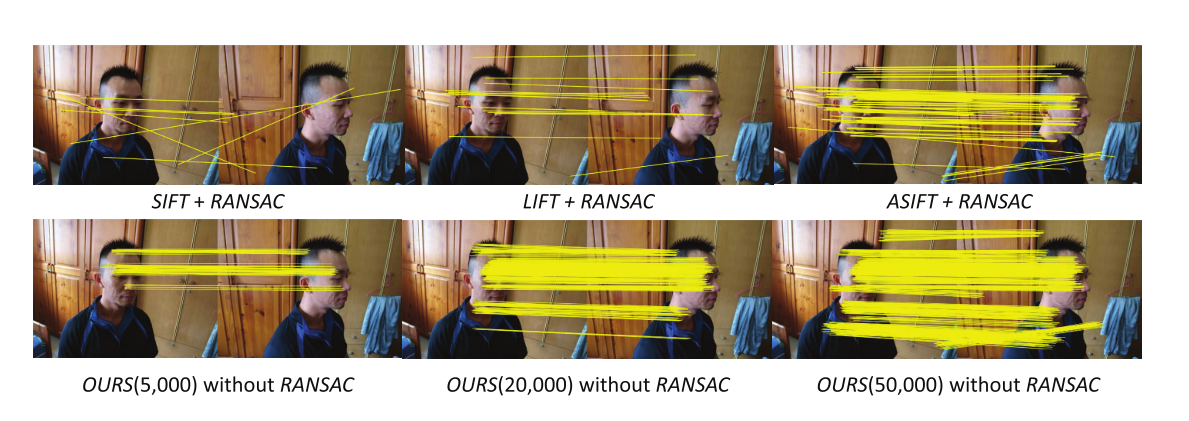 SIFT + RANSAC
LIFT + RANSAC
ASIFT + RANSAC
OURS(5,000) without RANSAC
OURS(20,000) without RANSAC
OURS(50,000) without RANSAC